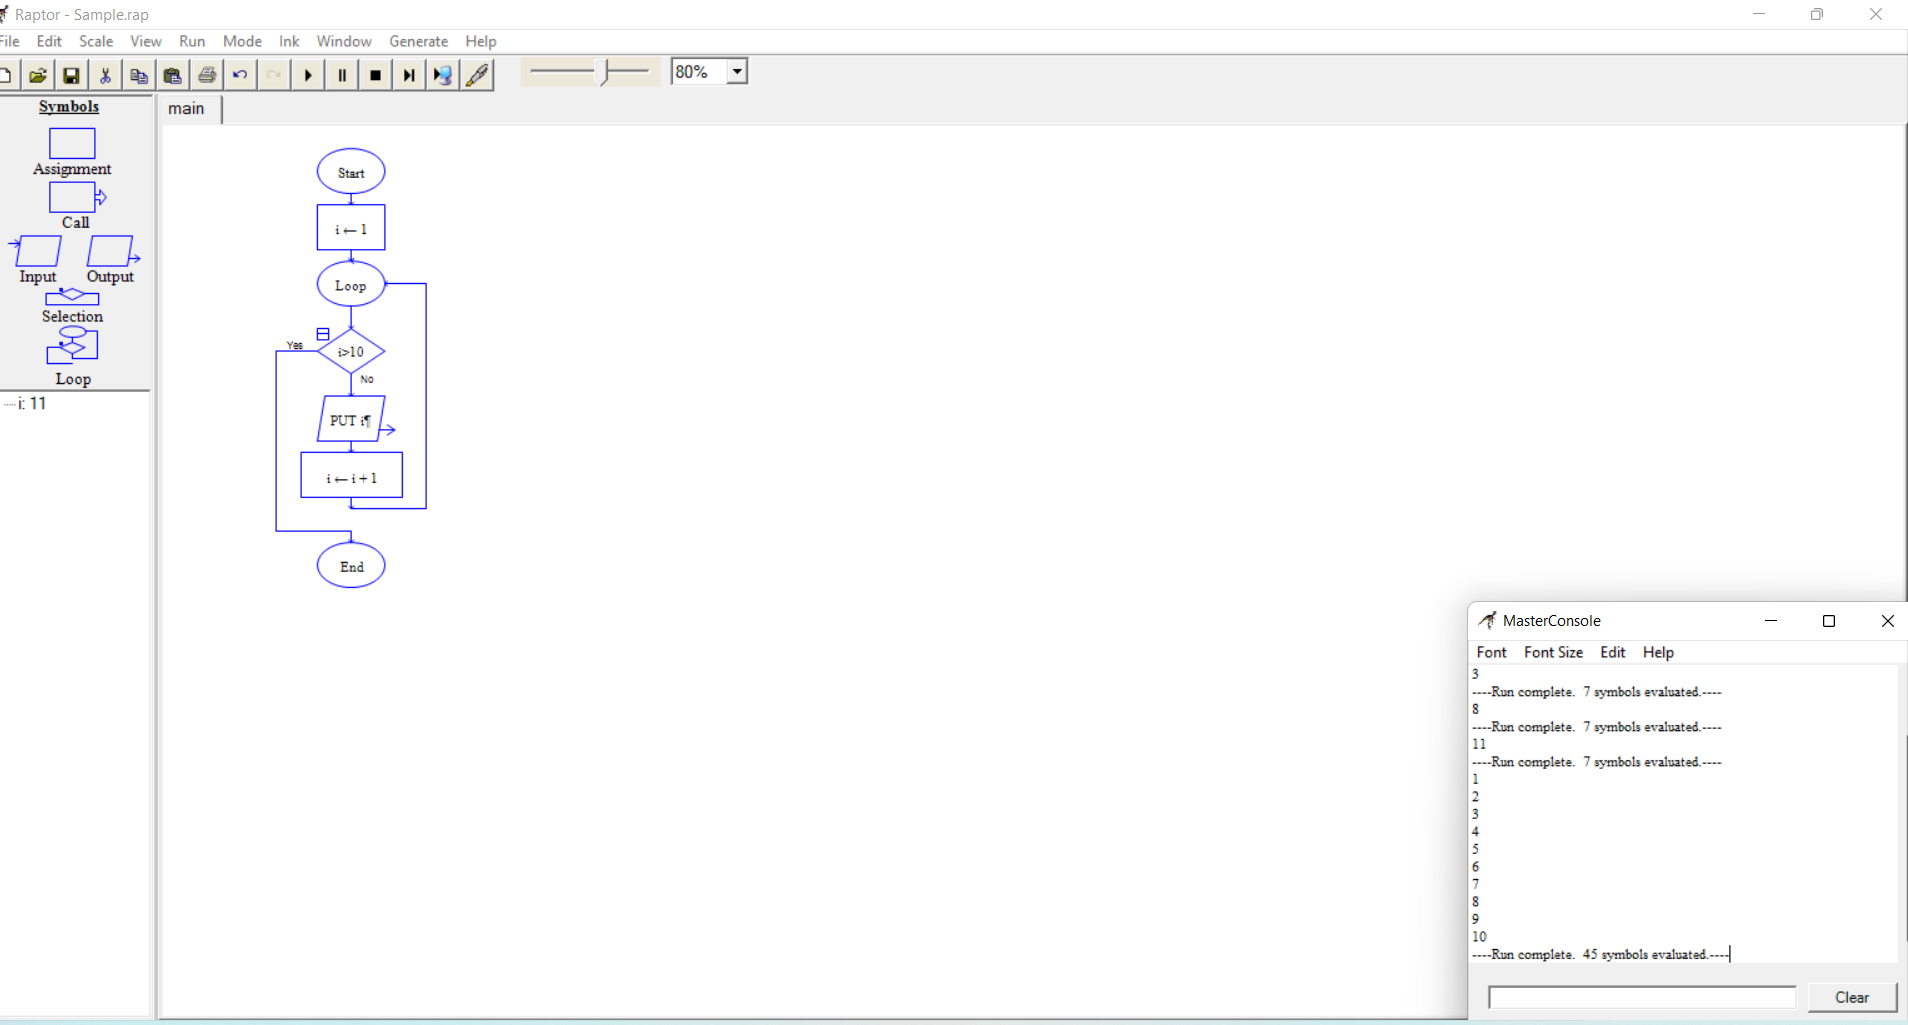 Raptor - Sample.rap
File Edit Scale View Run Mode Ink Window Generate Help
80%
Symbols
Assignment
Call
Input Output
Selection
Loop
i: 11
main
Start
i ← 1
Loop
Yes
i>10
No
PUT i¶
i ← i + 1
End
MasterConsole
Font Font Size Edit Help
3
----Run complete. 7 symbols evaluated.----
8
----Run complete. 7 symbols evaluated.----
11
----Run complete. 7 symbols evaluated.----
1
2
3
4
5
6
7
8
9
10
----Run complete. 45 symbols evaluated.----
Clear